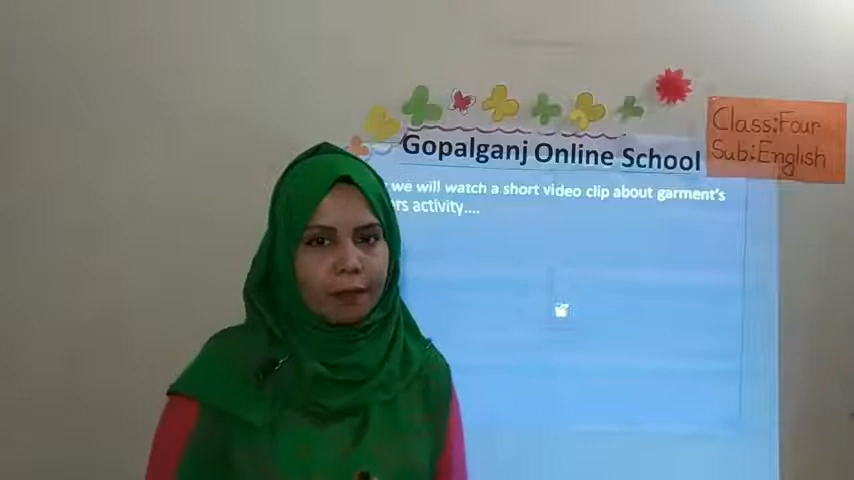 Gopalganj Online School
Class:Four
Sub:English
we will watch a short video clip about garment's
activity....